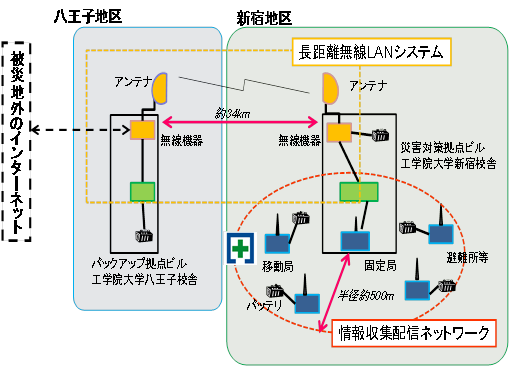 八王子地区
新宿地区
長距離無線LANシステム
アンテナ
アンテナ
被災地外のインターネット
約34km
無線機器
無線機器
災害対策拠点ビル
工学院大学新宿校舎
移動局
固定局
避難所等
バックアップ拠点ビル
工学院大学八王子校舎
バッテリ
半径約500m
情報収集配信ネットワーク